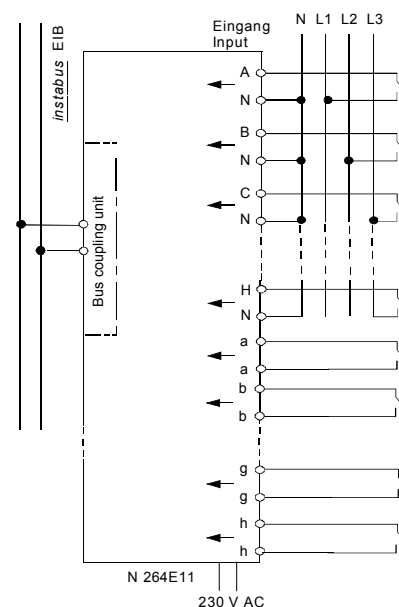 Eingang
Input
N L1 L2 L3
instabus EIB
Bus coupling unit
A
N
B
N
C
N
H
N
a
a
b
b
g
g
h
h
N 264E11
230 V AC